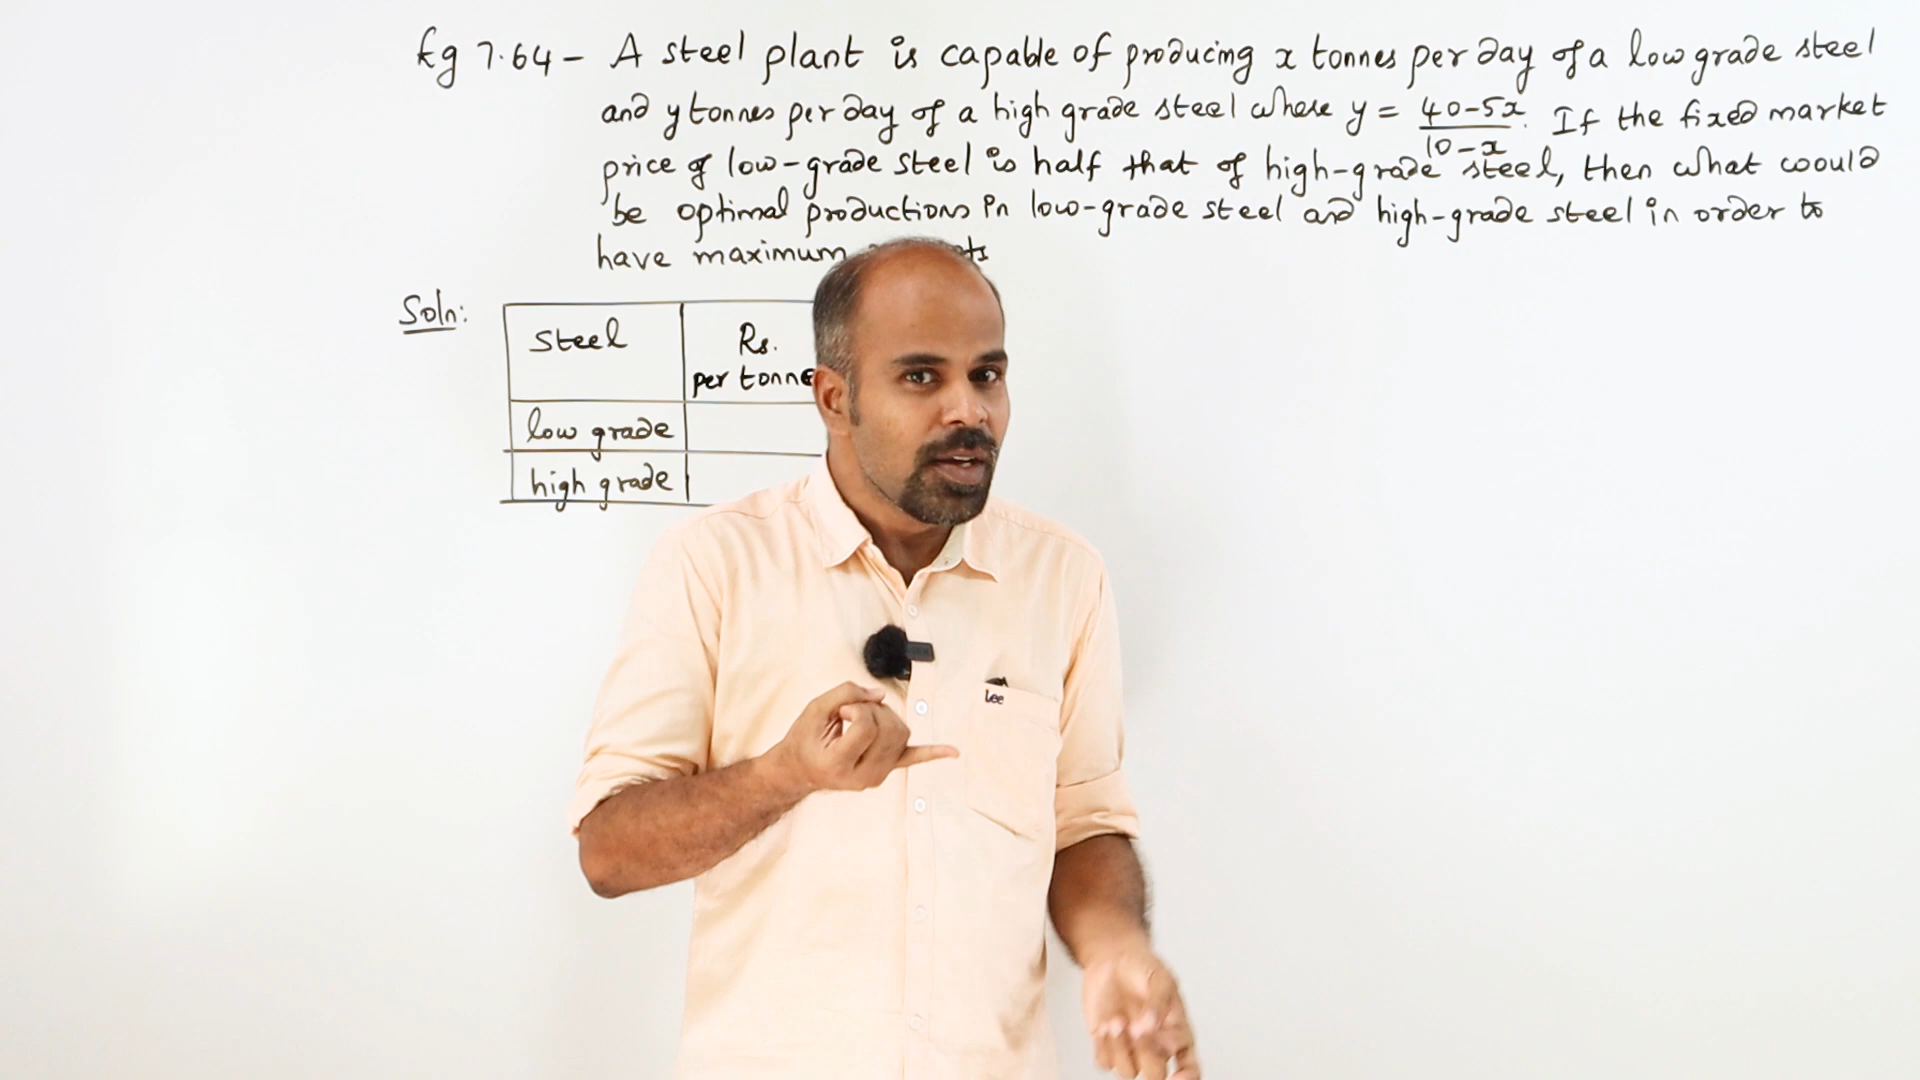 Eg 7.64 - A steel plant is capable of producing x tonnes per day of a low grade steel
and y tonnes per day of a high grade steel where y = (40-5x)/(10-x). If the fixed market
price of low-grade steel is half that of high-grade steel, then what would
be optimal productions in low-grade steel and high-grade steel in order to
have maximum
Soln:
Steel Rs. per tonne
low grade
high grade
Lee